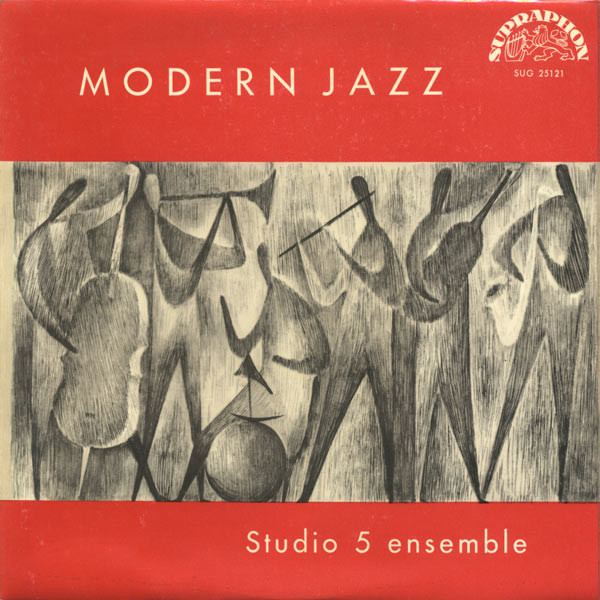 SUPRAPHON
SUG 25121
MODERN JAZZ
Studio 5 ensemble